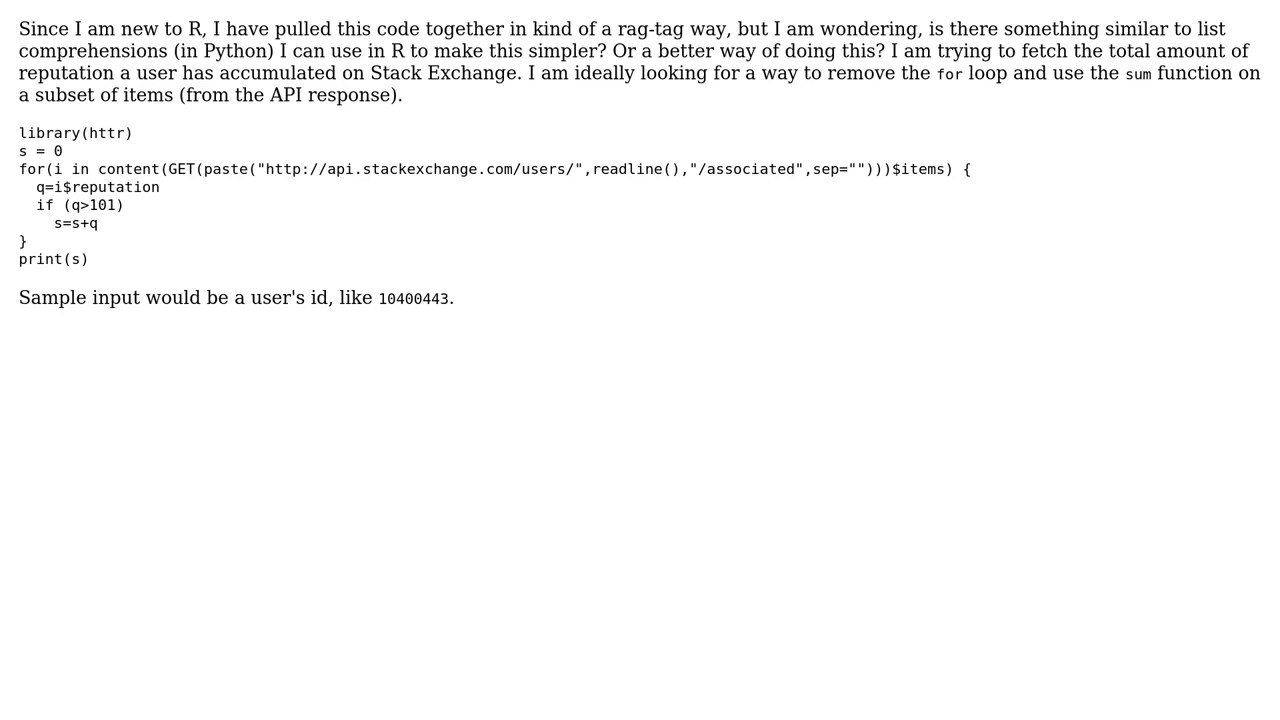 Since I am new to R, I have pulled this code together in kind of a rag-tag way, but I am wondering, is there something similar to list
comprehensions (in Python) I can use in R to make this simpler? Or a better way of doing this? I am trying to fetch the total amount of
reputation a user has accumulated on Stack Exchange. I am ideally looking for a way to remove the for loop and use the sum function on
a subset of items (from the API response).
library(httr)
s = 0
for(i in content(GET(paste("http://api.stackexchange.com/users/",readline(),"/associated",sep="")))$items) {
  q=i$reputation
  if (q>101)
    s=s+q
}
print(s)
Sample input would be a user's id, like 10400443.